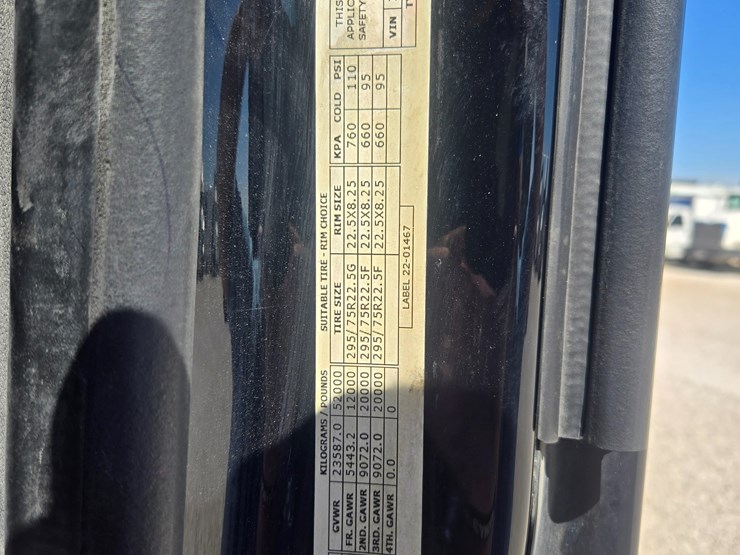 KILOGRAMS / POUNDS SUITABLE TIRE - RIM CHOICE THIS
GVWR 23587.0 52000 TIRE SIZE RIM SIZE KPA COLD PSI APPLIC
FR. GAWR 5443.2 12000 295/75R22.5G 22.5X8.25 760 110 SAFETY
2ND. GAWR 9072.0 20000 295/75R22.5F 22.5X8.25 660 95
3RD. GAWR 9072.0 20000 295/75R22.5F 22.5X8.25 660 95 VIN
4TH. GAWR 0.0 0
LABEL 22-01467